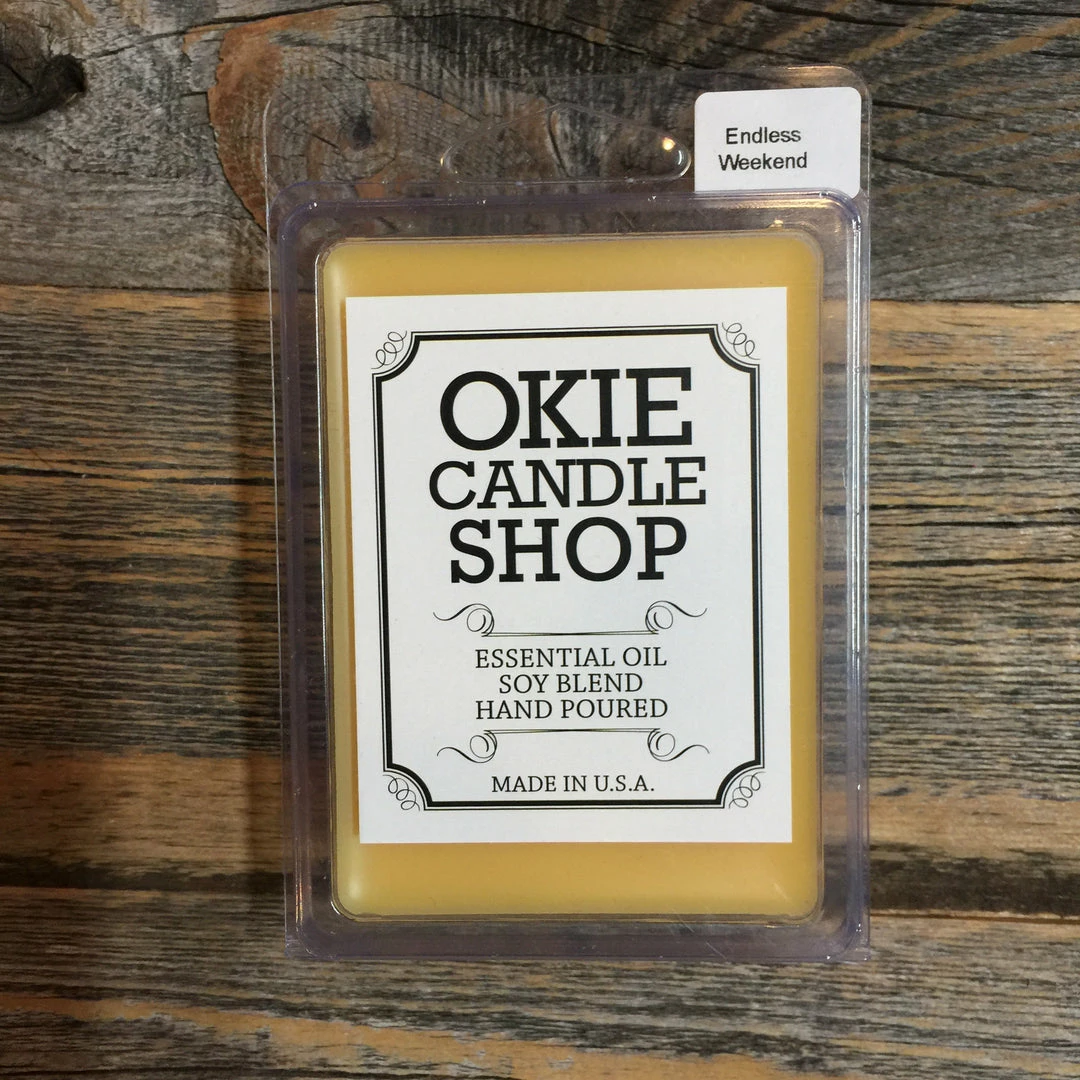 Endless
Weekend
OKIE
CANDLE
SHOP
ESSENTIAL OIL
SOY BLEND
HAND POURED
MADE IN U.S.A.